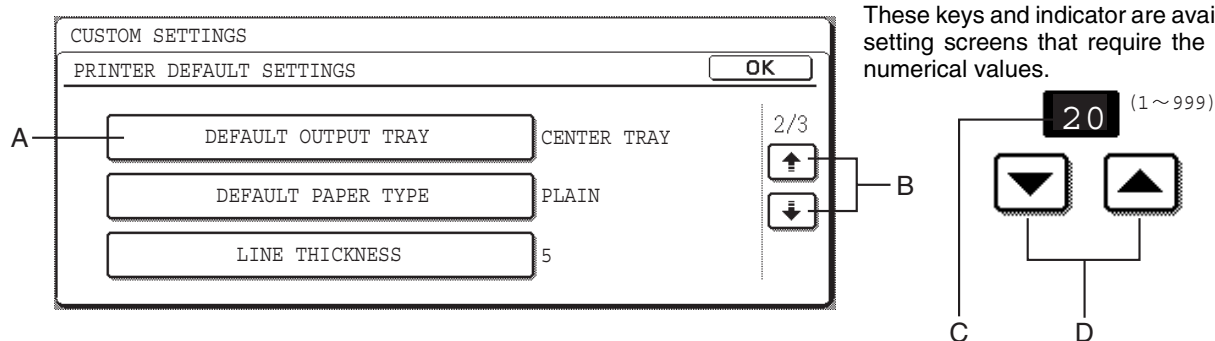 CUSTOM SETTINGS
PRINTER DEFAULT SETTINGS
OK
A
DEFAULT OUTPUT TRAY
CENTER TRAY
2/3
DEFAULT PAPER TYPE
PLAIN
B
LINE THICKNESS
5
These keys and indicator are avai
setting screens that require the
numerical values.
20
(1～999)
C
D